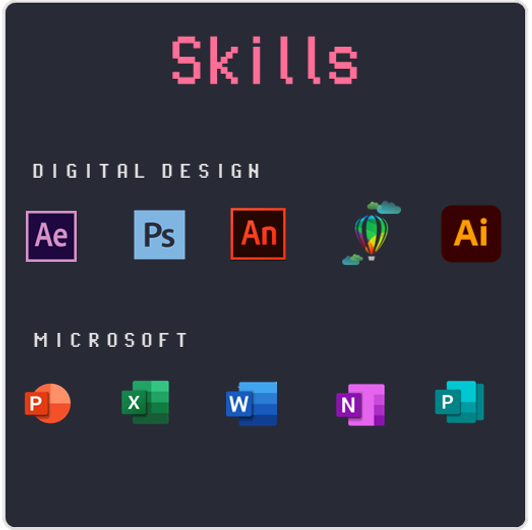 Skills
DIGITAL DESIGN
Ae Ps An Ai
MICROSOFT
P X W N P